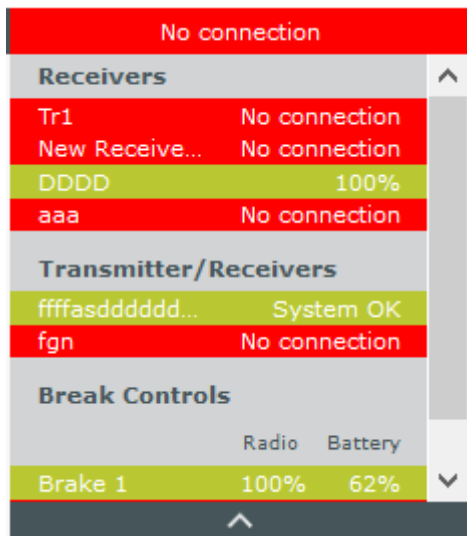 No connection
Receivers
Tr1 No connection
New Receive... No connection
DDDD 100%
aaa No connection
Transmitter/Receivers
ffffasdddddd... System OK
fgn No connection
Break Controls
Radio Battery
Brake 1 100% 62%